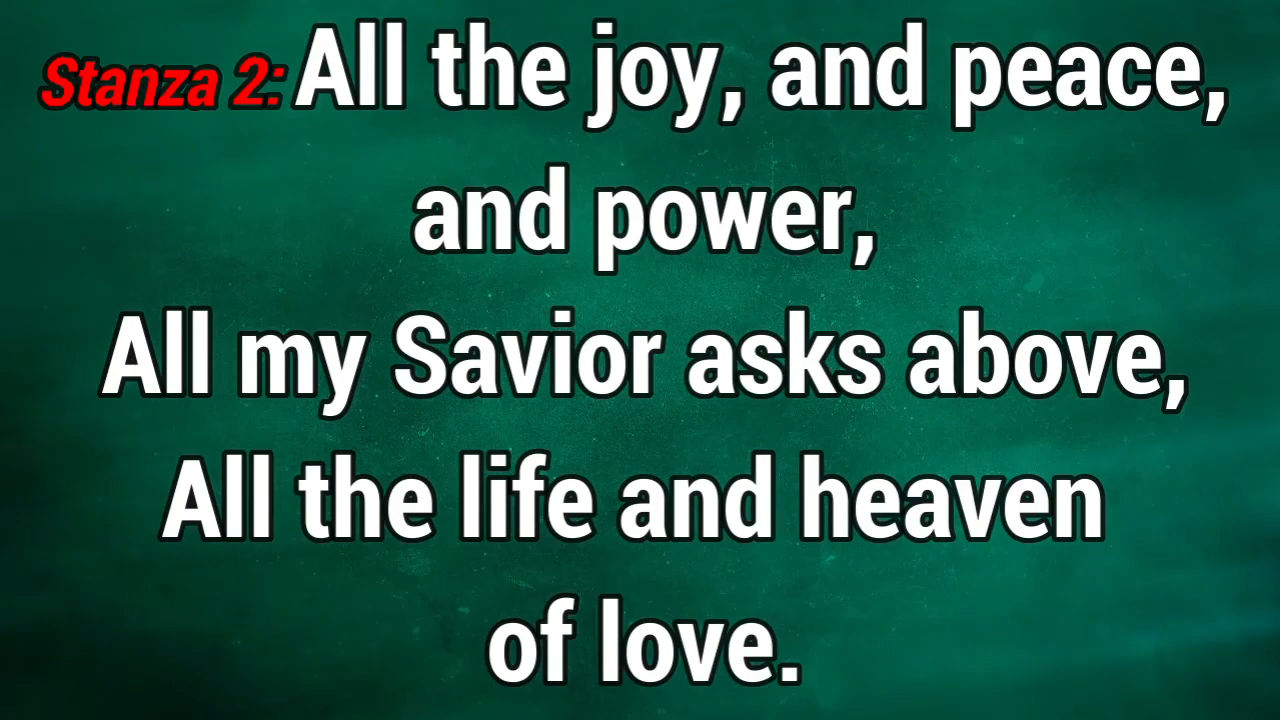 Stanza 2: All the joy, and peace,
and power,
All my Savior asks above,
All the life and heaven
of love.